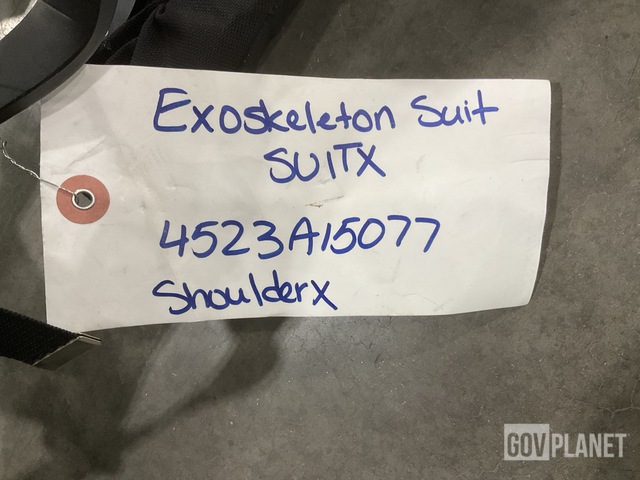 Exoskeleton Suit
SUITX
4523A15077
Shoulderx
GOVPLANET